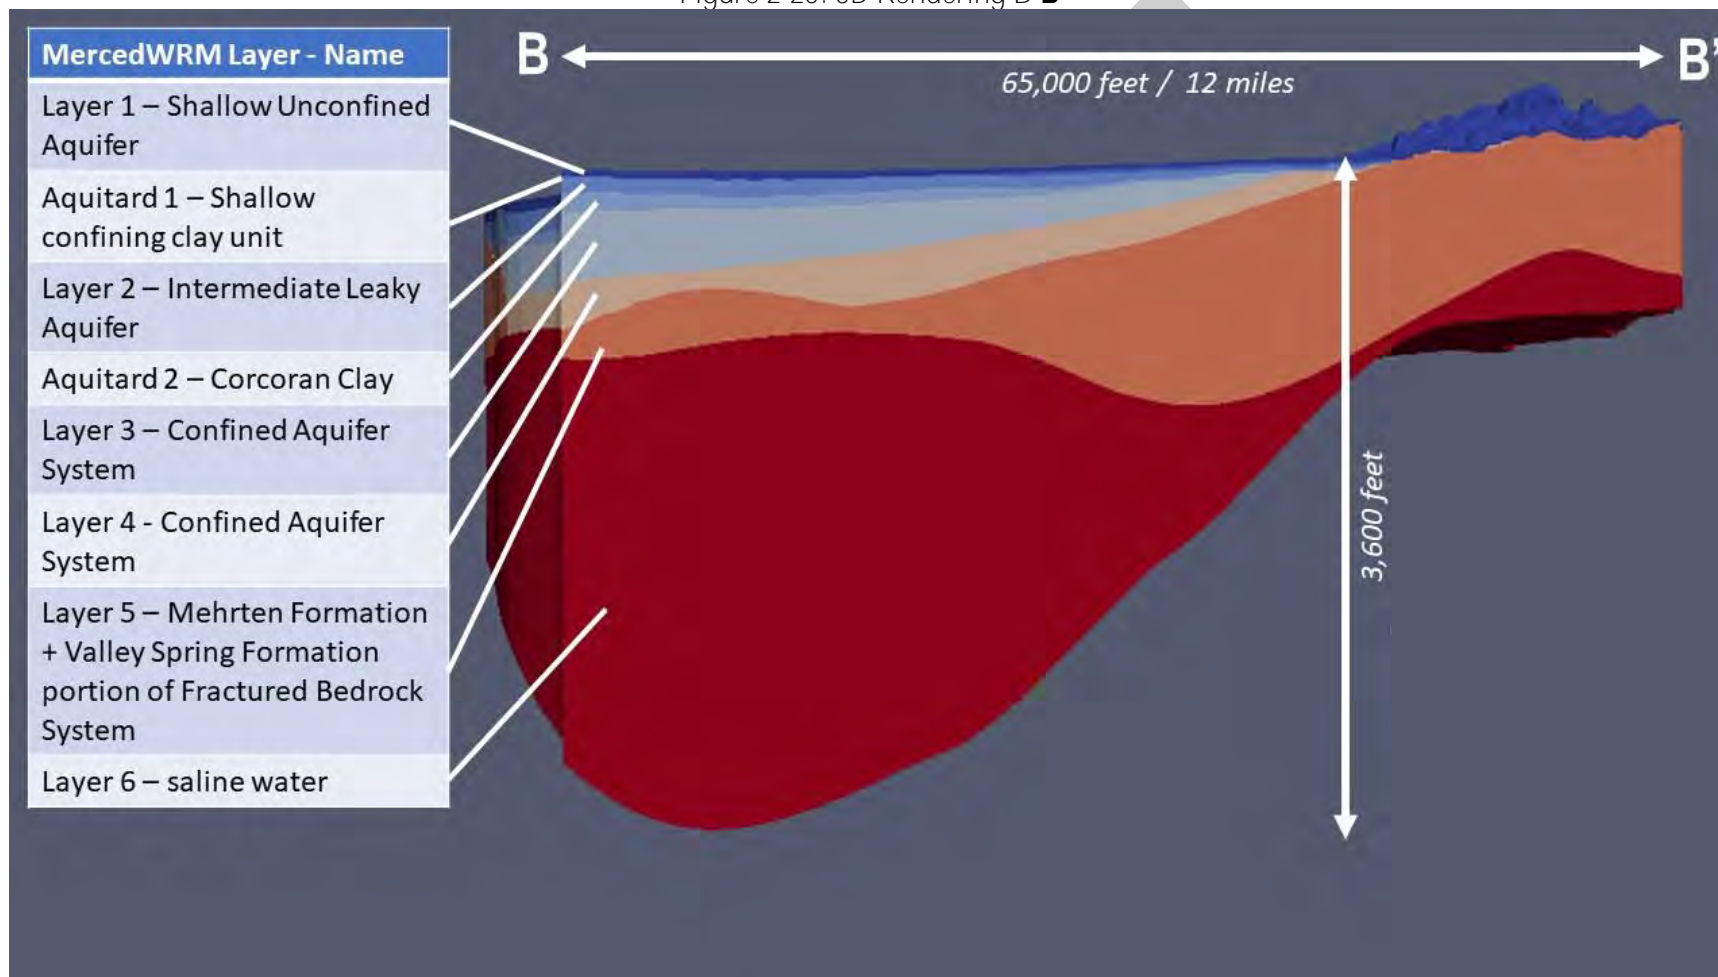 MercedWRM Layer - Name
Layer 1 – Shallow Unconfined
Aquifer
Aquitard 1 – Shallow
confining clay unit
Layer 2 – Intermediate Leaky
Aquifer
Aquitard 2 – Corcoran Clay
Layer 3 – Confined Aquifer
System
Layer 4 - Confined Aquifer
System
Layer 5 – Mehrten Formation
+ Valley Spring Formation
portion of Fractured Bedrock
System
Layer 6 – saline water
B
B'
65,000 feet / 12 miles
3,600 feet